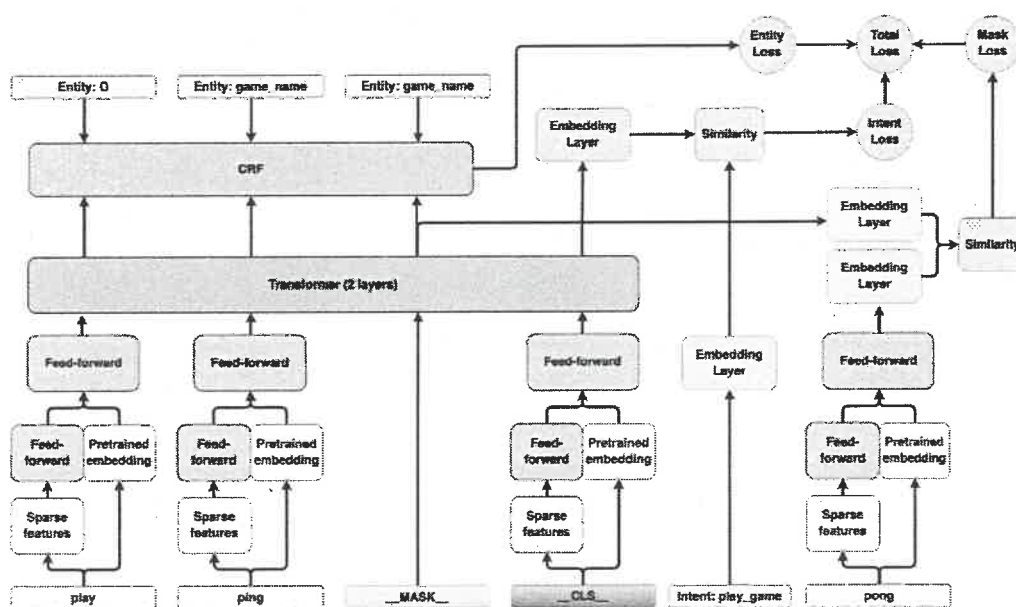 Entity
Loss
Total
Loss
Mask
Loss
Entity: O
Entity: game_name
Entity: game_name
Embedding
Layer
Similarity
Intent
Loss
CRF
Embedding
Layer
Similarity
Embedding
Layer
Transformer (2 layers)
Feed-forward
Feed-forward
Feed-forward
Embedding
Layer
Feed-forward
Feed-
forward
Pretrained
embedding
Feed-
forward
Pretrained
embedding
Feed-
forward
Pretrained
embedding
Feed-
forward
Pretrained
embedding
Sparse
features
Sparse
features
Sparse
features
Sparse
features
play
ping
__MASK__
__CLS__
Intent: play_game
pong